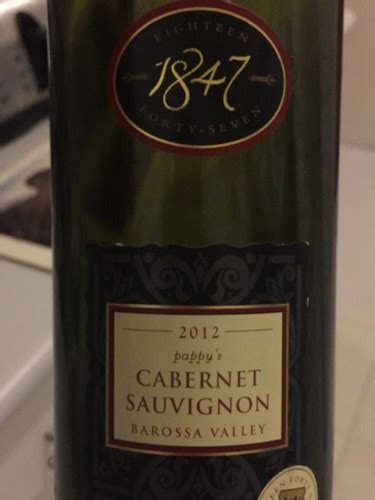 EIGHTEEN
1847
FORTY-SEVEN
2012
pappy's
CABERNET
SAUVIGNON
BAROSSA VALLEY